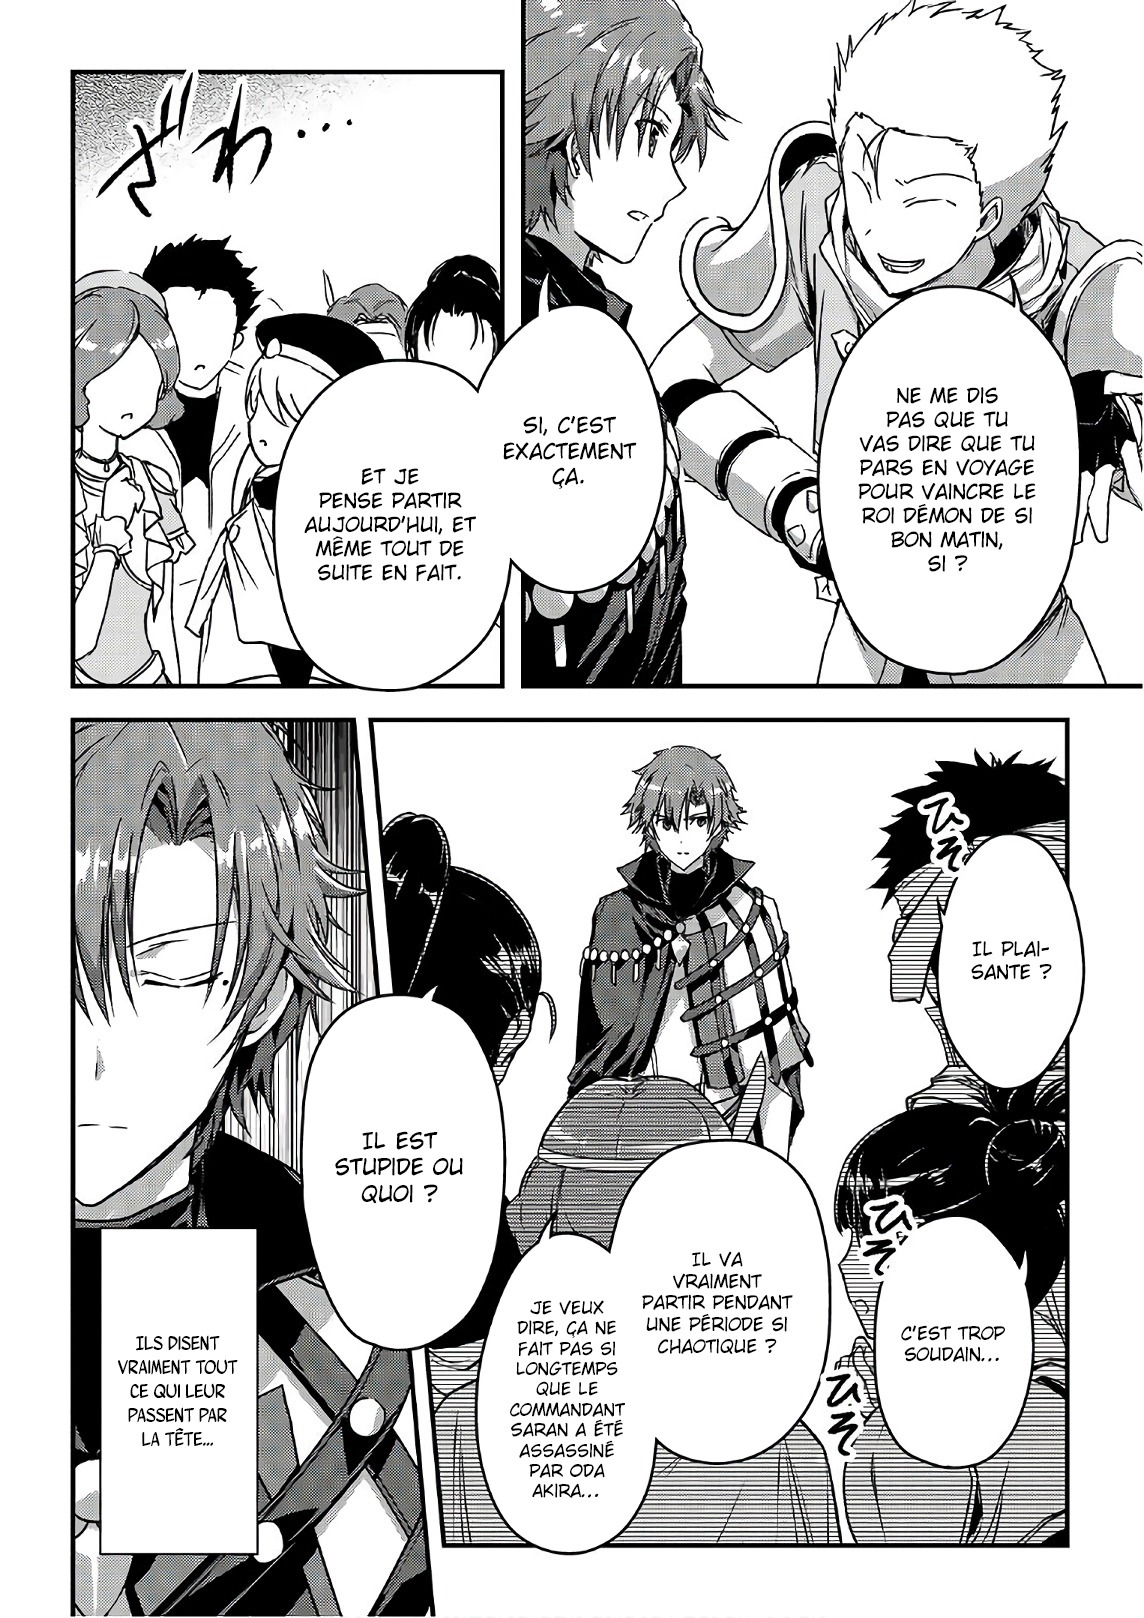 NE ME DIS
PAS QUE TU
VAS DIRE QUE TU
PARS EN VOYAGE
POUR VAINCRE LE
ROI DÉMON DE SI
BON MATIN,
SI ?
SI, C'EST
EXACTEMENT
ÇA.
ET JE
PENSE PARTIR
AUJOURD'HUI, ET
MÊME TOUT DE
SUITE EN FAIT.
ざわ...
ひそ
IL PLAI-
SANTE ?
ひそ
C'EST TROP
SOUDAIN...
ひそ
IL VA
VRAIMENT
PARTIR PENDANT
UNE PÉRIODE SI
CHAOTIQUE ?
JE VEUX
DIRE, ÇA NE
FAIT PAS SI
LONGTEMPS
QUE LE
COMMANDANT
SARAN A ÉTÉ
ASSASSINÉ
PAR ODA
AKIRA...
IL EST
STUPIDE OU
QUOI ?
ILS DISENT
VRAIMENT TOUT
CE QUI LEUR
PASSENT PAR
LA TÊTE...